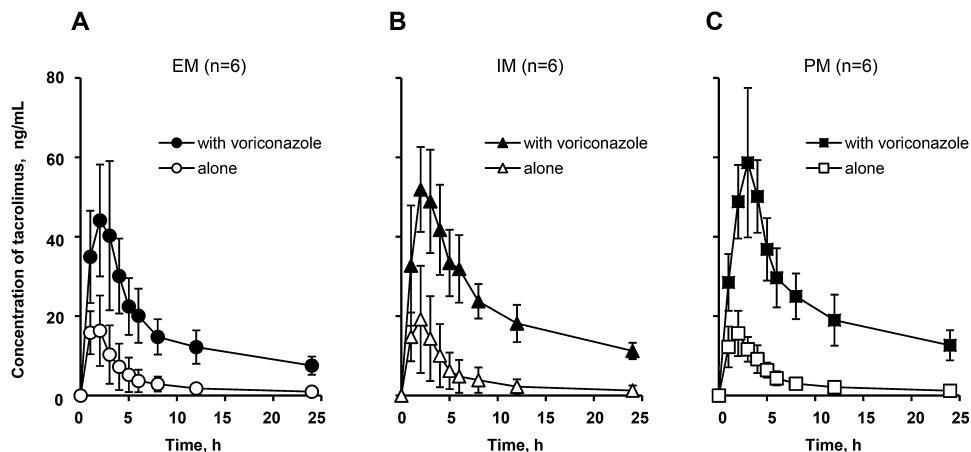 A
B
C
EM (n=6)
IM (n=6)
PM (n=6)
Concentration of tacrolimus, ng/mL
80
60
40
20
0
with voriconazole
alone
with voriconazole
alone
with voriconazole
alone
0 5 10 15 20 25
0 5 10 15 20 25
0 5 10 15 20 25
Time, h
Time, h
Time, h